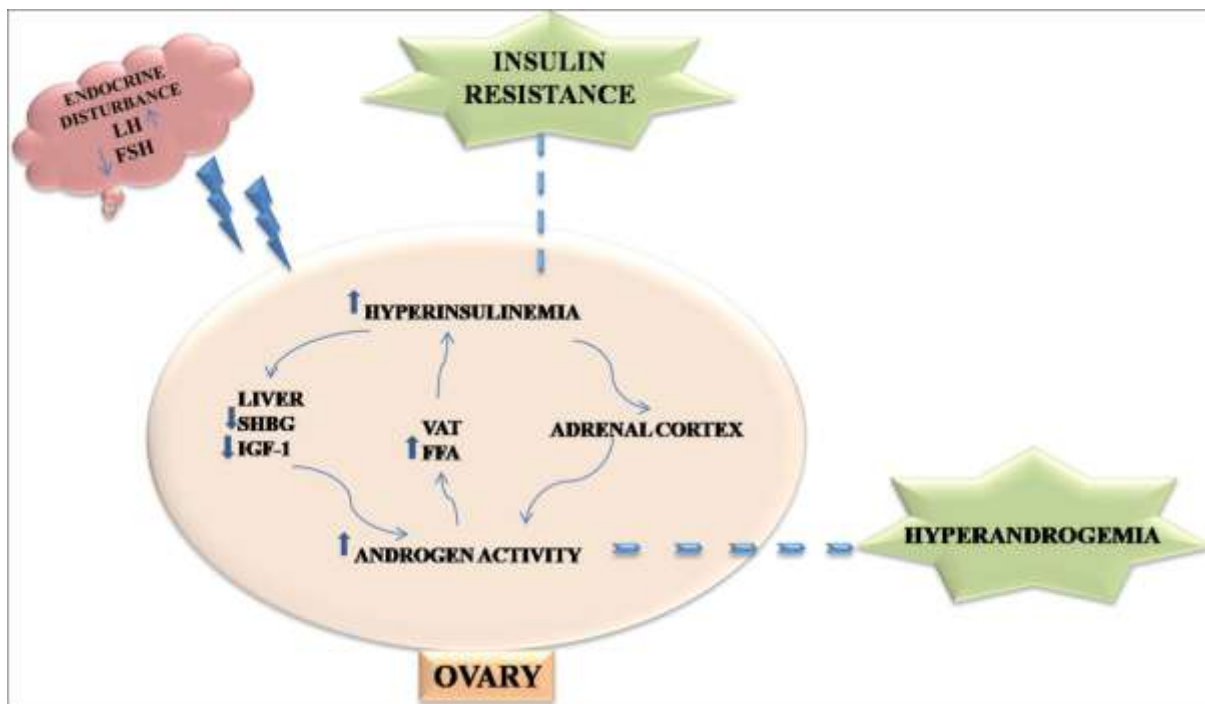 ENDOCRINE
DISTURBANCE
LH
FSH
INSULIN
RESISTANCE
HYPERINSULINEMIA
LIVER
SHBG
IGF-1
VAT
FFA
ADRENAL CORTEX
ANDROGEN ACTIVITY
HYPERANDROGEMIA
OVARY